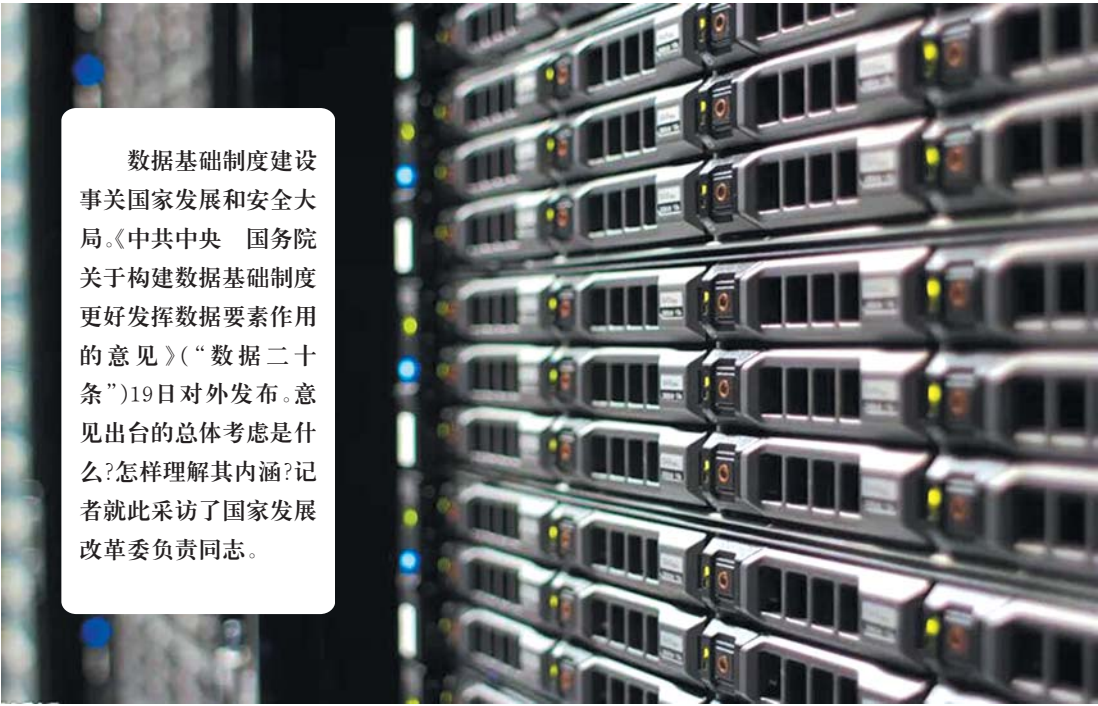 数据基础制度建设
事关国家发展和安全大
局。《中共中央　国务院
关于构建数据基础制度
更好发挥数据要素作用
的意见》(“数据二十
条”)19日对外发布。意
见出台的总体考虑是什
么?怎样理解其内涵?记
者就此采访了国家发展
改革委负责同志。